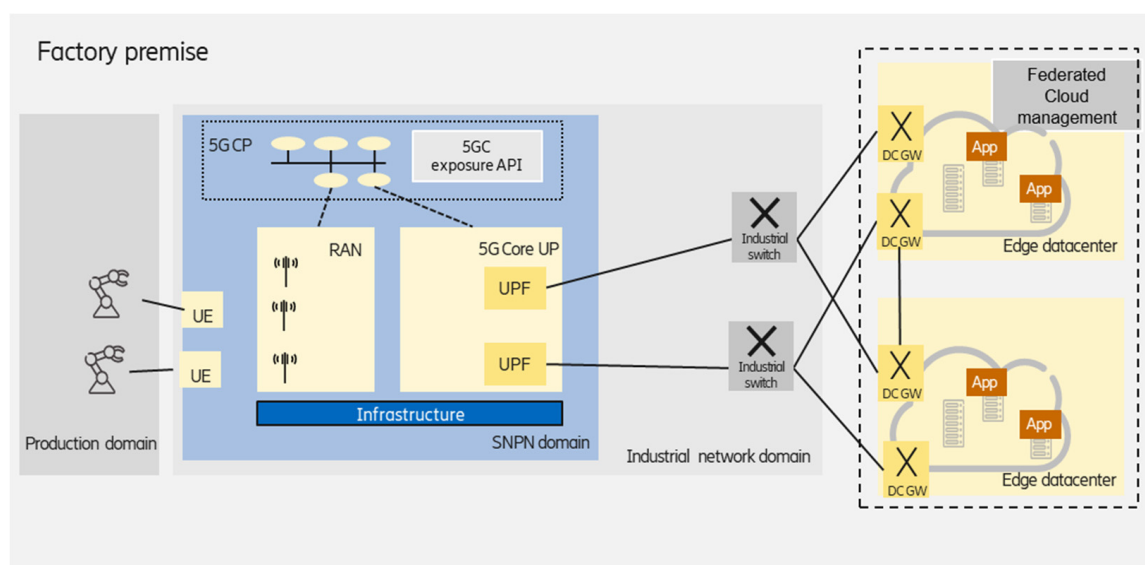 Factory premise
Federated
Cloud
management
5G CP
5GC
exposure API
DC GW
App
App
DC GW
Edge datacenter
RAN
5G Core UP
UPF
UPF
Industrial
switch
Industrial
switch
UE
UE
Infrastructure
SNPN domain
Production domain
Industrial network domain
DC GW
App
App
DC GW
Edge datacenter